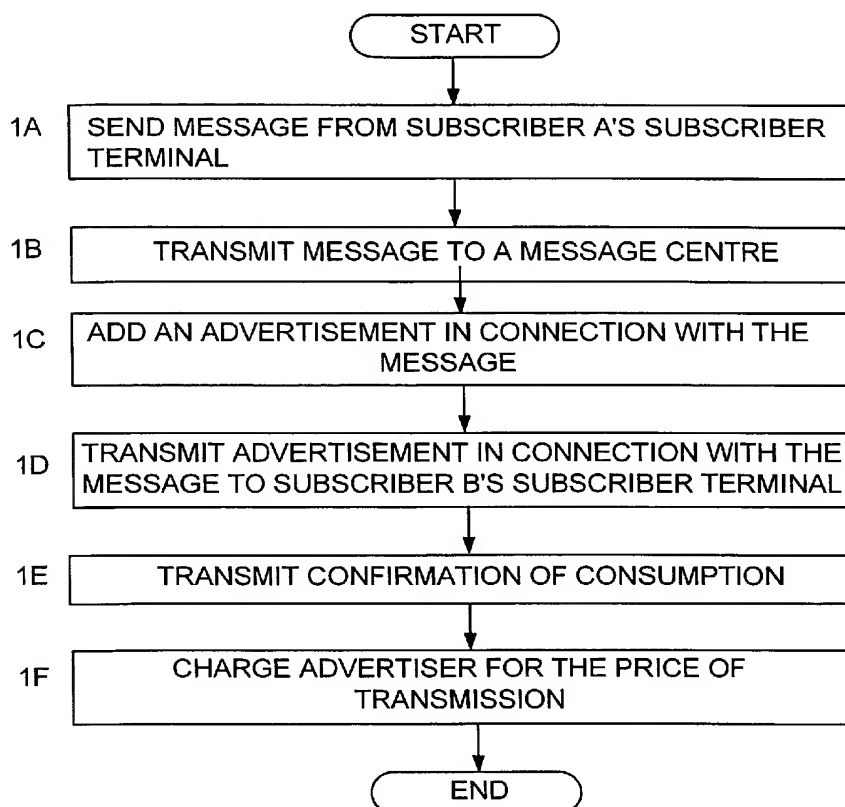 START
1A
SEND MESSAGE FROM SUBSCRIBER A'S SUBSCRIBER
TERMINAL
1B
TRANSMIT MESSAGE TO A MESSAGE CENTRE
1C
ADD AN ADVERTISEMENT IN CONNECTION WITH THE
MESSAGE
1D
TRANSMIT ADVERTISEMENT IN CONNECTION WITH THE
MESSAGE TO SUBSCRIBER B'S SUBSCRIBER TERMINAL
1E
TRANSMIT CONFIRMATION OF CONSUMPTION
1F
CHARGE ADVERTISER FOR THE PRICE OF
TRANSMISSION
END